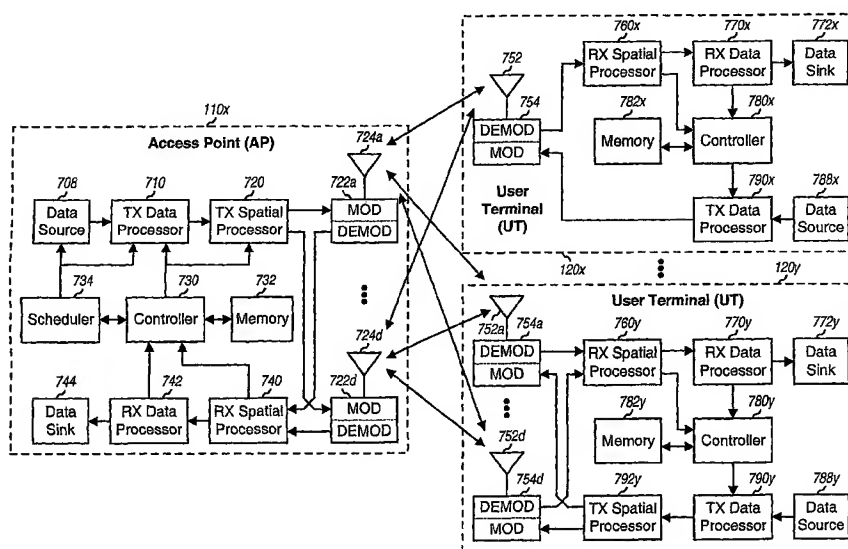 110x
Access Point (AP)
724a
708
710
720
722a
Data
Source
TX Data
Processor
TX Spatial
Processor
MOD
DEMOD
734
730
732
Scheduler
Controller
Memory
724d
744
742
740
722d
Data
Sink
RX Data
Processor
RX Spatial
Processor
MOD
DEMOD
752
754
DEMOD
MOD
User
Terminal
(UT)
760x
770x
772x
RX Spatial
Processor
RX Data
Processor
Data
Sink
782x
780x
Memory
Controller
790x
788x
TX Data
Processor
Data
Source
120x
120y
User Terminal (UT)
752a
754a
760y
770y
772y
DEMOD
MOD
RX Spatial
Processor
RX Data
Processor
Data
Sink
782y
780y
Memory
Controller
752d
754d
792y
790y
788y
DEMOD
MOD
TX Spatial
Processor
TX Data
Processor
Data
Source